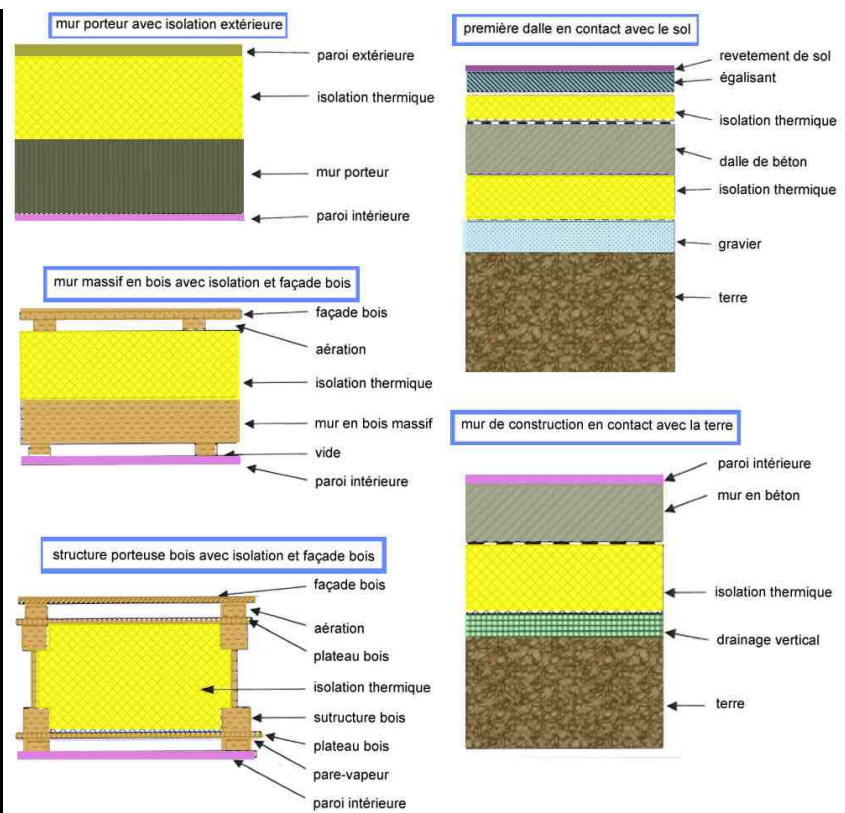 mur porteur avec isolation extérieure
paroi extérieure
isolation thermique
mur porteur
paroi intérieure
mur massif en bois avec isolation et façade bois
façade bois
aération
isolation thermique
mur en bois massif
vide
paroi intérieure
structure porteuse bois avec isolation et façade bois
façade bois
aération
plateau bois
isolation thermique
sutructure bois
plateau bois
pare-vapeur
paroi intérieure
première dalle en contact avec le sol
revetement de sol
égalisant
isolation thermique
dalle de béton
isolation thermique
gravier
terre
mur de construction en contact avec la terre
paroi intérieure
mur en béton
isolation thermique
drainage vertical
terre